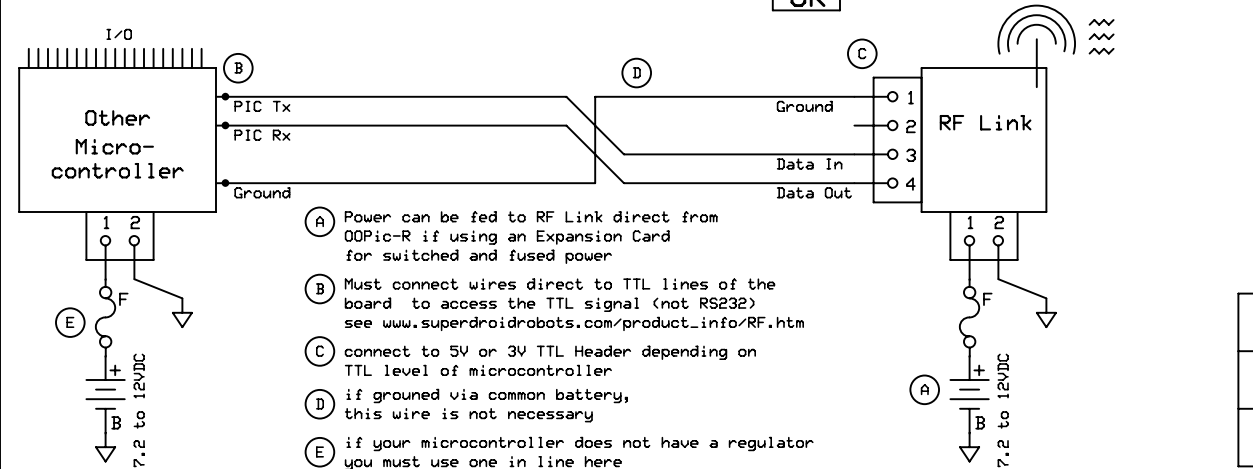 OR
I/O
B
D
C
PIC Tx
Ground
1
Other
Micro-
controller
PIC Rx
2
RF Link
Data In
3
Ground
Data Out
4
1 2
1 2
A Power can be fed to RF Link direct from
OOPic-R if using an Expansion Card
for switched and fused power
B Must connect wires direct to TTL lines of the
board to access the TTL signal (not RS232)
see www.superdroidrobots.com/product_info/RF.htm
C connect to 5V or 3V TTL Header depending on
TTL level of microcontroller
D if grouned via common battery,
this wire is not necessary
E if your microcontroller does not have a regulator
you must use one in line here
E
F
+
B
7.2 to 12VDC
F
A
+
B
7.2 to 12VDC